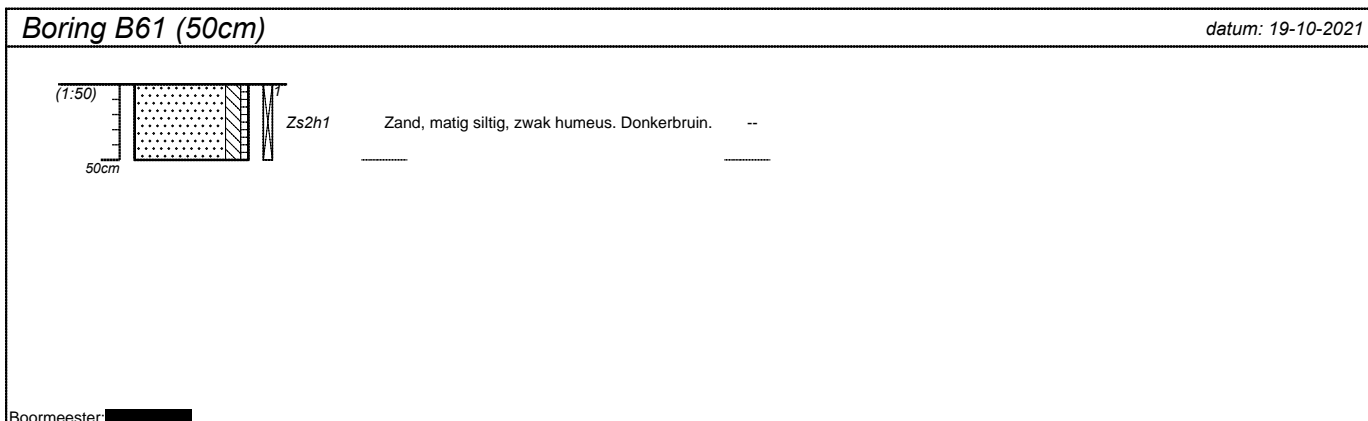 Boring B61 (50cm) datum: 19-10-2021
(1:50) 1
Zs2h1 Zand, matig siltig, zwak humeus. Donkerbruin. --
50cm
Boormeester: